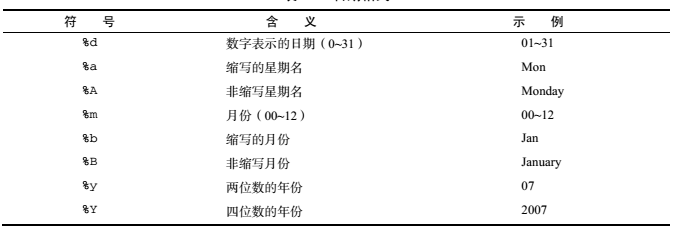 符 号 含 义 示 例
%d 数字表示的日期（0~31） 01~31
%a 缩写的星期名 Mon
%A 非缩写星期名 Monday
%m 月份（00~12） 00~12
%b 缩写的月份 Jan
%B 非缩写月份 January
%y 两位数的年份 07
%Y 四位数的年份 2007